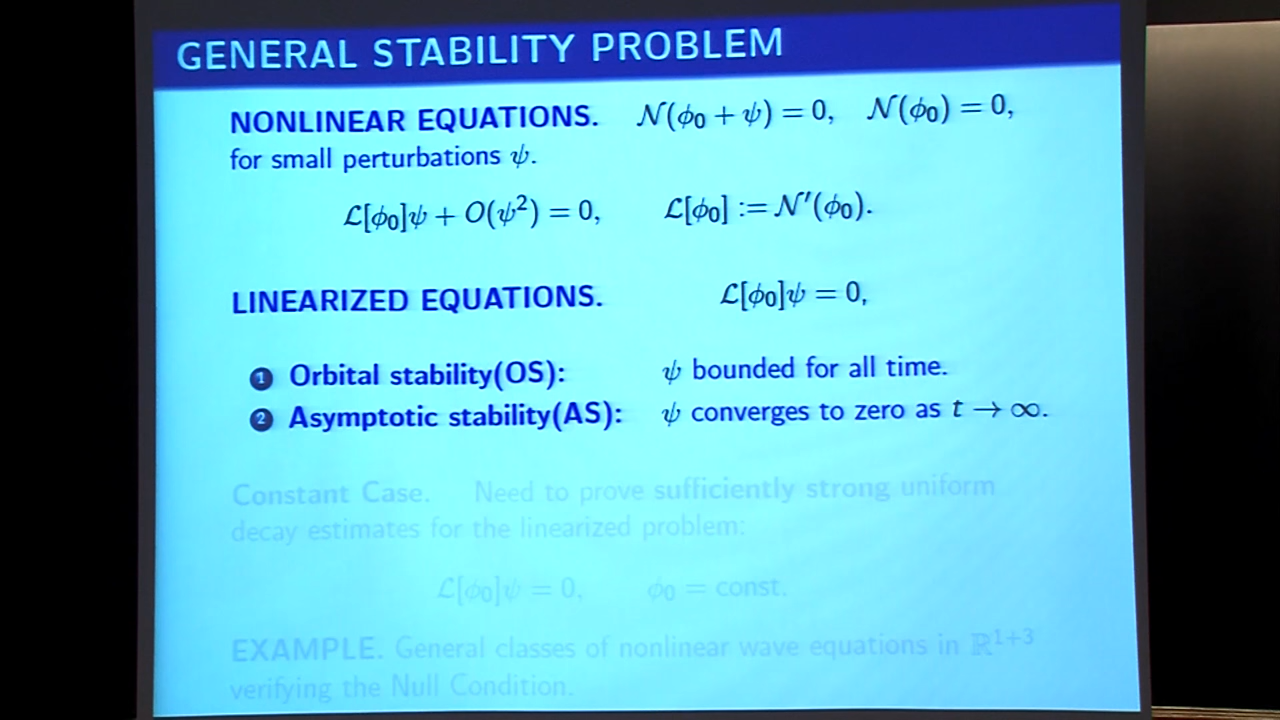 GENERAL STABILITY PROBLEM
NONLINEAR EQUATIONS. 𝒩(ϕ₀ + ψ) = 0, 𝒩(ϕ₀) = 0,
for small perturbations ψ.
ℒ[ϕ₀]ψ + O(ψ²) = 0, ℒ[ϕ₀] := 𝒩′(ϕ₀).
LINEARIZED EQUATIONS. ℒ[ϕ₀]ψ = 0,
1 Orbital stability(OS): ψ bounded for all time.
2 Asymptotic stability(AS): ψ converges to zero as t → ∞.
Constant Case. Need to prove sufficiently strong uniform
decay estimates for the linearized problem:
ℒ[ϕ₀]ψ = 0, ϕ₀ = const.
EXAMPLE. General classes of nonlinear wave equations in ℝ¹⁺³
verifying the Null Condition.